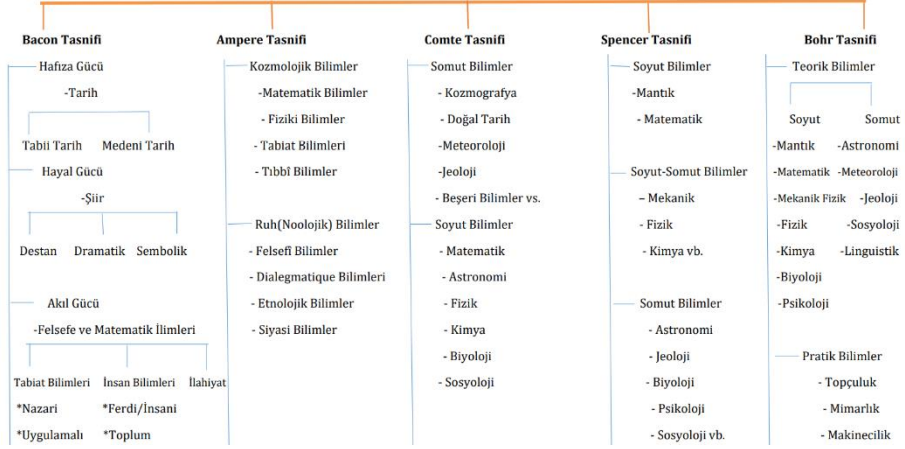 Bacon Tasnifi
Hafıza Gücü
-Tarih
Tabii Tarih Medeni Tarih
Hayal Gücü
-Şiir
Destan Dramatik Sembolik
Akıl Gücü
-Felsefe ve Matematik İlimleri
Tabiat Bilimleri İnsan Bilimleri İlahiyat
*Nazari *Ferdi/İnsani
*Uygulamalı *Toplum
Ampere Tasnifi
Kozmolojik Bilimler
-Matematik Bilimler
- Fiziki Bilimler
- Tabiat Bilimleri
- Tıbbî Bilimler
Ruh(Noolojik) Bilimler
- Felsefî Bilimler
- Dialegmatique Bilimleri
- Etnolojik Bilimler
- Siyasi Bilimler
Comte Tasnifi
Somut Bilimler
- Kozmografya
- Doğal Tarih
-Meteoroloji
-Jeoloji
- Beşeri Bilimler vs.
Soyut Bilimler
- Matematik
- Astronomi
- Fizik
- Kimya
- Biyoloji
- Sosyoloji
Spencer Tasnifi
Soyut Bilimler
-Mantık
- Matematik
Soyut-Somut Bilimler
– Mekanik
- Fizik
- Kimya vb.
Somut Bilimler
- Astronomi
- Jeoloji
- Biyoloji
- Psikoloji
- Sosyoloji vb.
Bohr Tasnifi
Teorik Bilimler
Soyut Somut
-Mantık -Astronomi
-Matematik -Meteoroloji
-Mekanik Fizik -Jeoloji
-Fizik -Sosyoloji
-Kimya -Linguistik
-Biyoloji
-Psikoloji
Pratik Bilimler
- Topçuluk
- Mimarlık
- Makinecilik